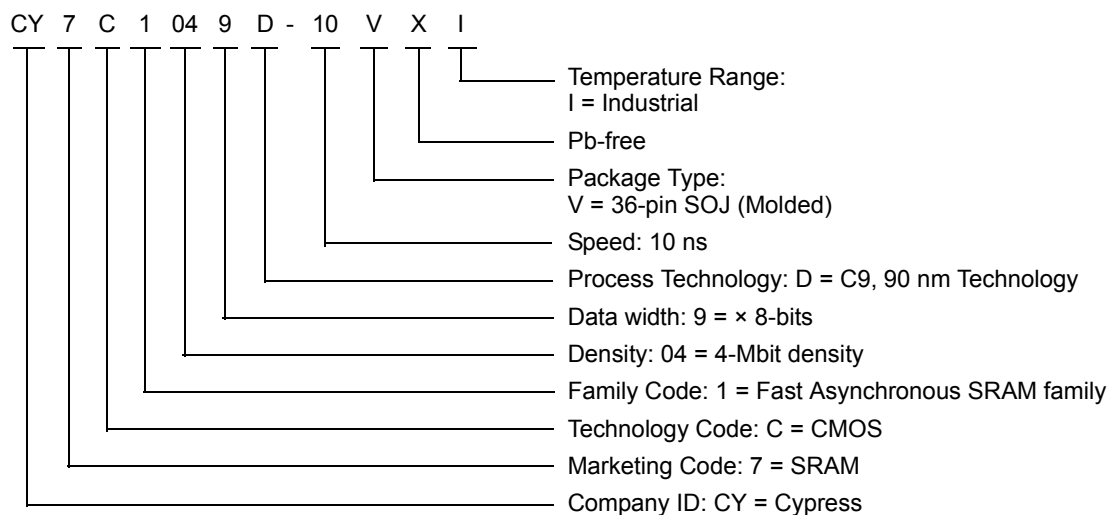 CY 7 C 1 04 9 D - 10 V X I
Temperature Range:
I = Industrial
Pb-free
Package Type:
V = 36-pin SOJ (Molded)
Speed: 10 ns
Process Technology: D = C9, 90 nm Technology
Data width: 9 = × 8-bits
Density: 04 = 4-Mbit density
Family Code: 1 = Fast Asynchronous SRAM family
Technology Code: C = CMOS
Marketing Code: 7 = SRAM
Company ID: CY = Cypress